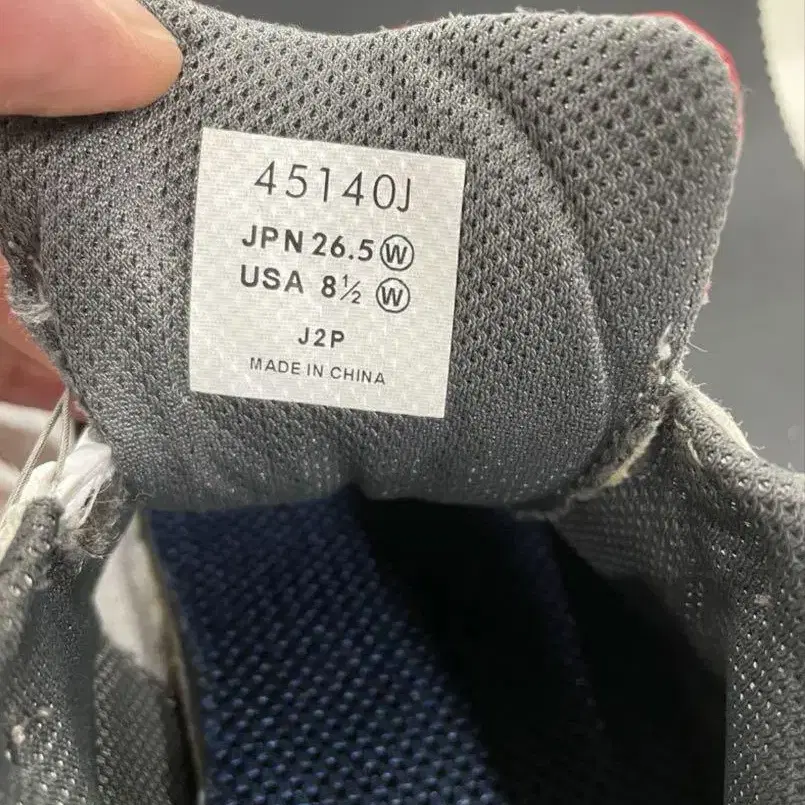 45140J
JPN 26.5 Ⓦ
USA 8½ Ⓦ
J2P
MADE IN CHINA